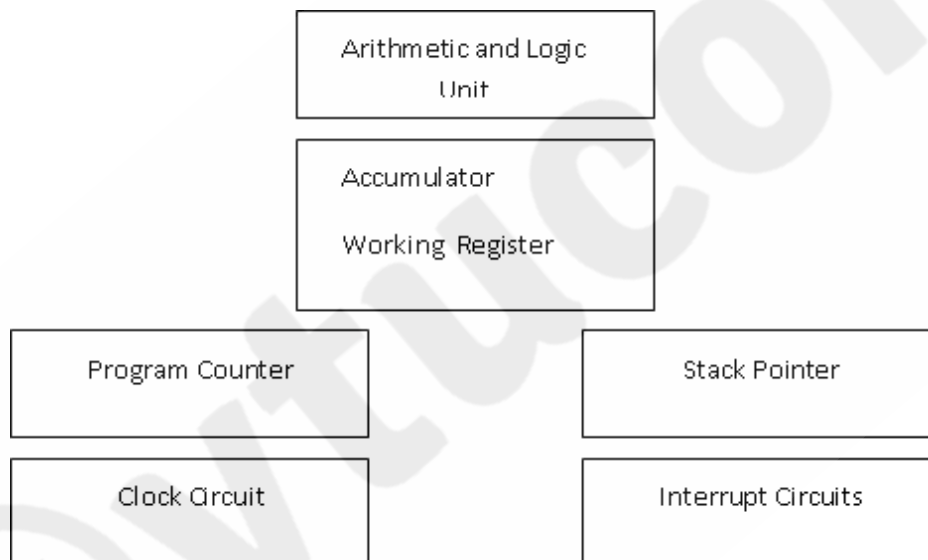 Arithmetic and Logic
Unit
Accumulator
Working Register
Program Counter
Stack Pointer
Clock Circuit
Interrupt Circuits